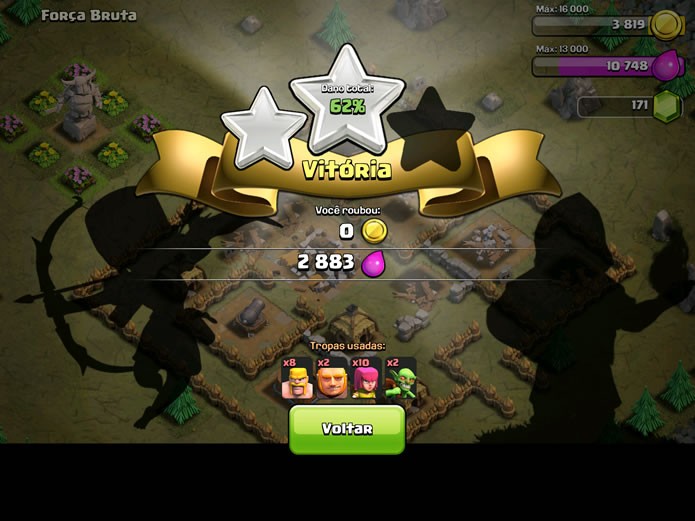 Força Bruta
Máx: 16 000
3 819
Máx: 13 000
10 748
171
Dano total:
62%
Vitória
Você roubou:
0
2 883
Tropas usadas:
x8 x2 x10 x2
Voltar